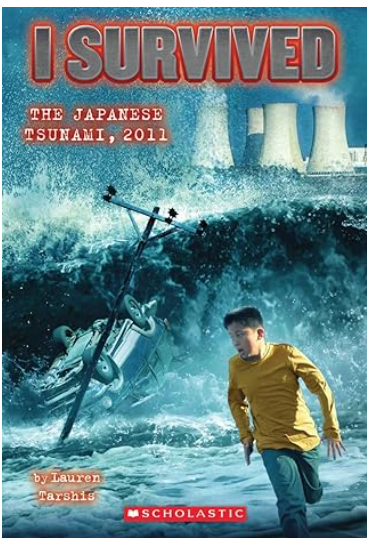 I SURVIVED
THE JAPANESE
TSUNAMI, 2011
by Lauren
Tarshis
SCHOLASTIC